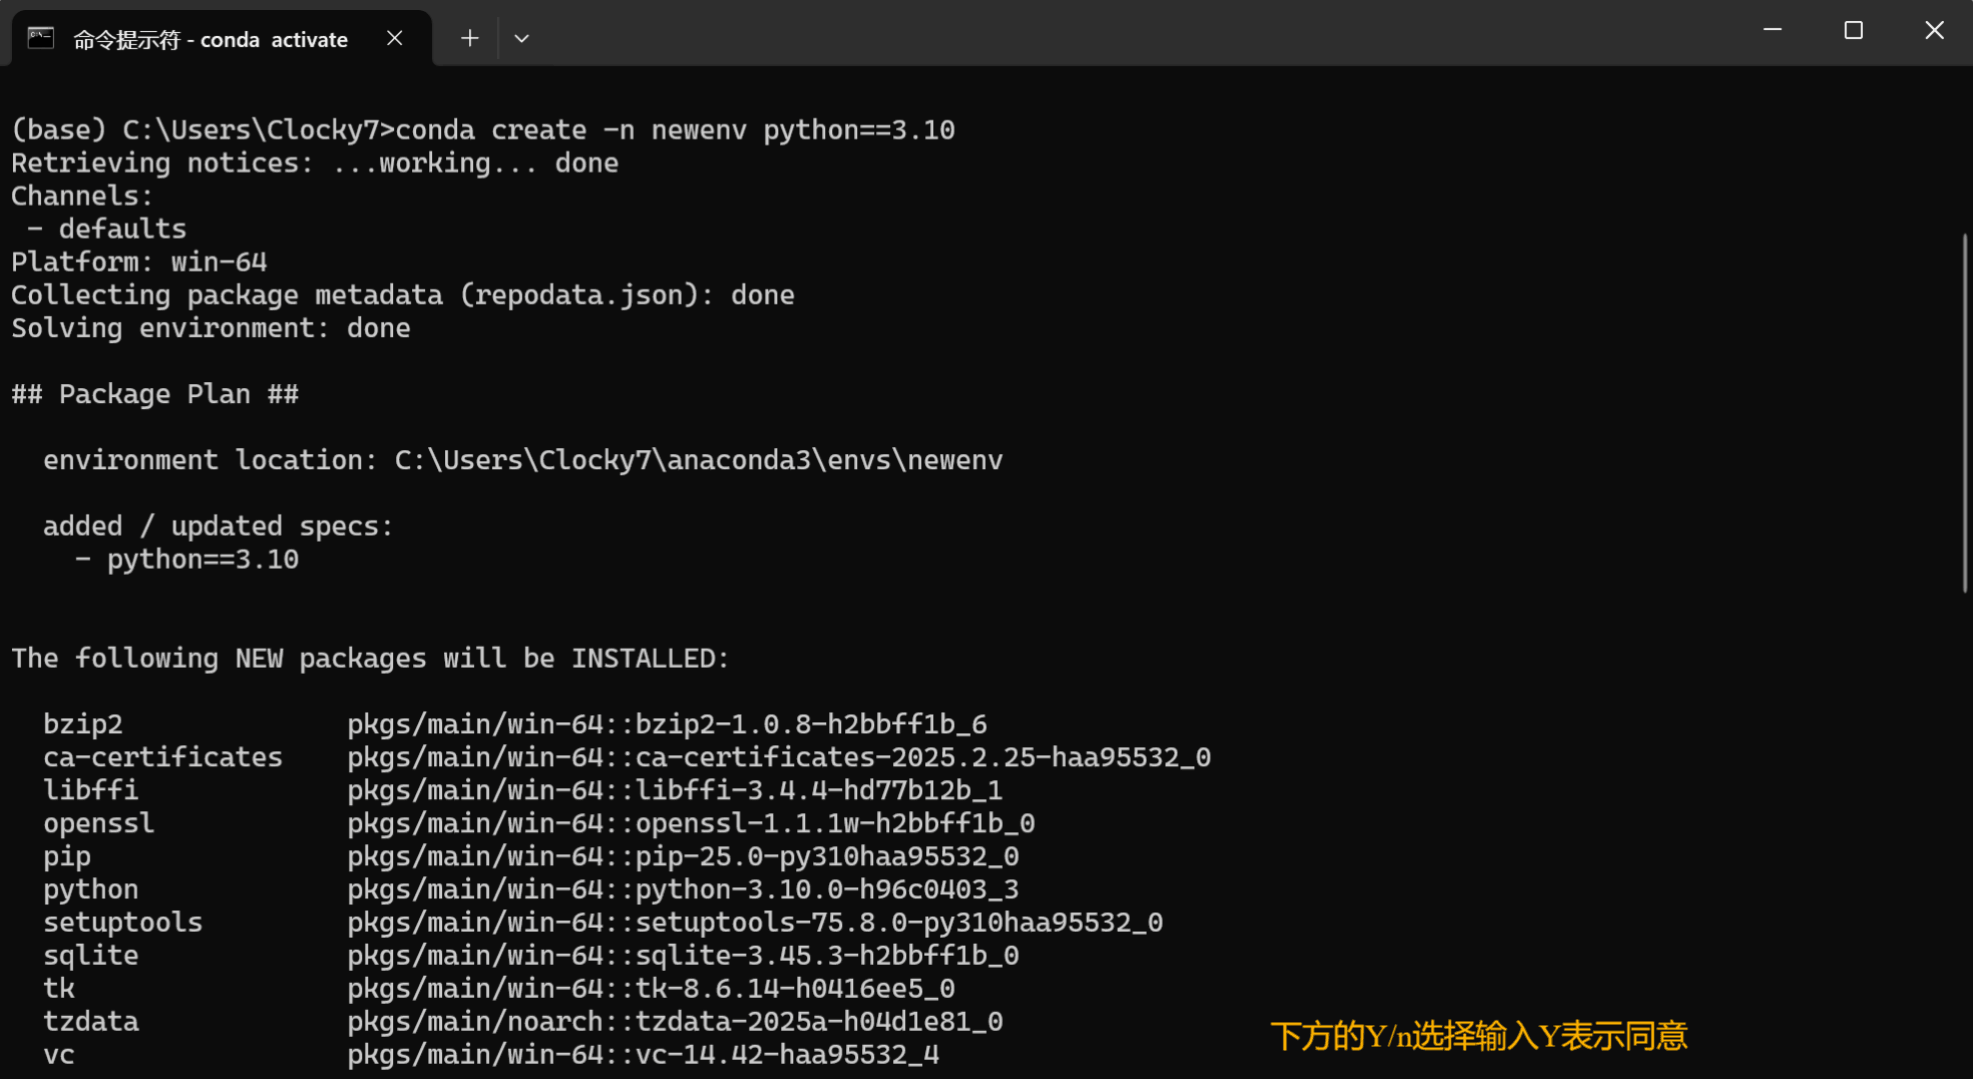 命令提示符 - conda  activate
(base) C:\Users\Clocky7>conda create -n newenv python==3.10
Retrieving notices: ...working... done
Channels:
 - defaults
Platform: win-64
Collecting package metadata (repodata.json): done
Solving environment: done
## Package Plan ##
  environment location: C:\Users\Clocky7\anaconda3\envs\newenv
  added / updated specs:
    - python==3.10
The following NEW packages will be INSTALLED:
  bzip2              pkgs/main/win-64::bzip2-1.0.8-h2bbff1b_6
  ca-certificates    pkgs/main/win-64::ca-certificates-2025.2.25-haa95532_0
  libffi             pkgs/main/win-64::libffi-3.4.4-hd77b12b_1
  openssl            pkgs/main/win-64::openssl-1.1.1w-h2bbff1b_0
  pip                pkgs/main/win-64::pip-25.0-py310haa95532_0
  python             pkgs/main/win-64::python-3.10.0-h96c0403_3
  setuptools         pkgs/main/win-64::setuptools-75.8.0-py310haa95532_0
  sqlite             pkgs/main/win-64::sqlite-3.45.3-h2bbff1b_0
  tk                 pkgs/main/win-64::tk-8.6.14-h0416ee5_0
  tzdata             pkgs/main/noarch::tzdata-2025a-h04d1e81_0
  vc                 pkgs/main/win-64::vc-14.42-haa95532_4
下方的Y/n选择输入Y表示同意